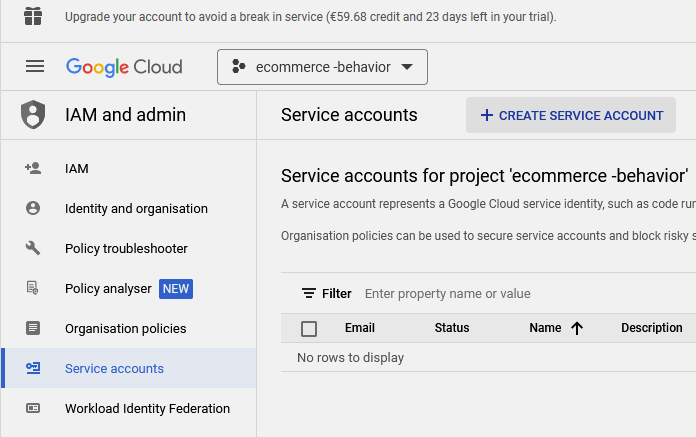 Upgrade your account to avoid a break in service (€59.68 credit and 23 days left in your trial).
Google Cloud
ecommerce -behavior
IAM and admin
Service accounts
+ CREATE SERVICE ACCOUNT
IAM
Identity and organisation
Policy troubleshooter
Policy analyser NEW
Organisation policies
Service accounts
Workload Identity Federation
Service accounts for project 'ecommerce -behavior'
A service account represents a Google Cloud service identity, such as code
Organisation policies can be used to secure service accounts and block risky
Filter Enter property name or value
Email Status Name Description
No rows to display